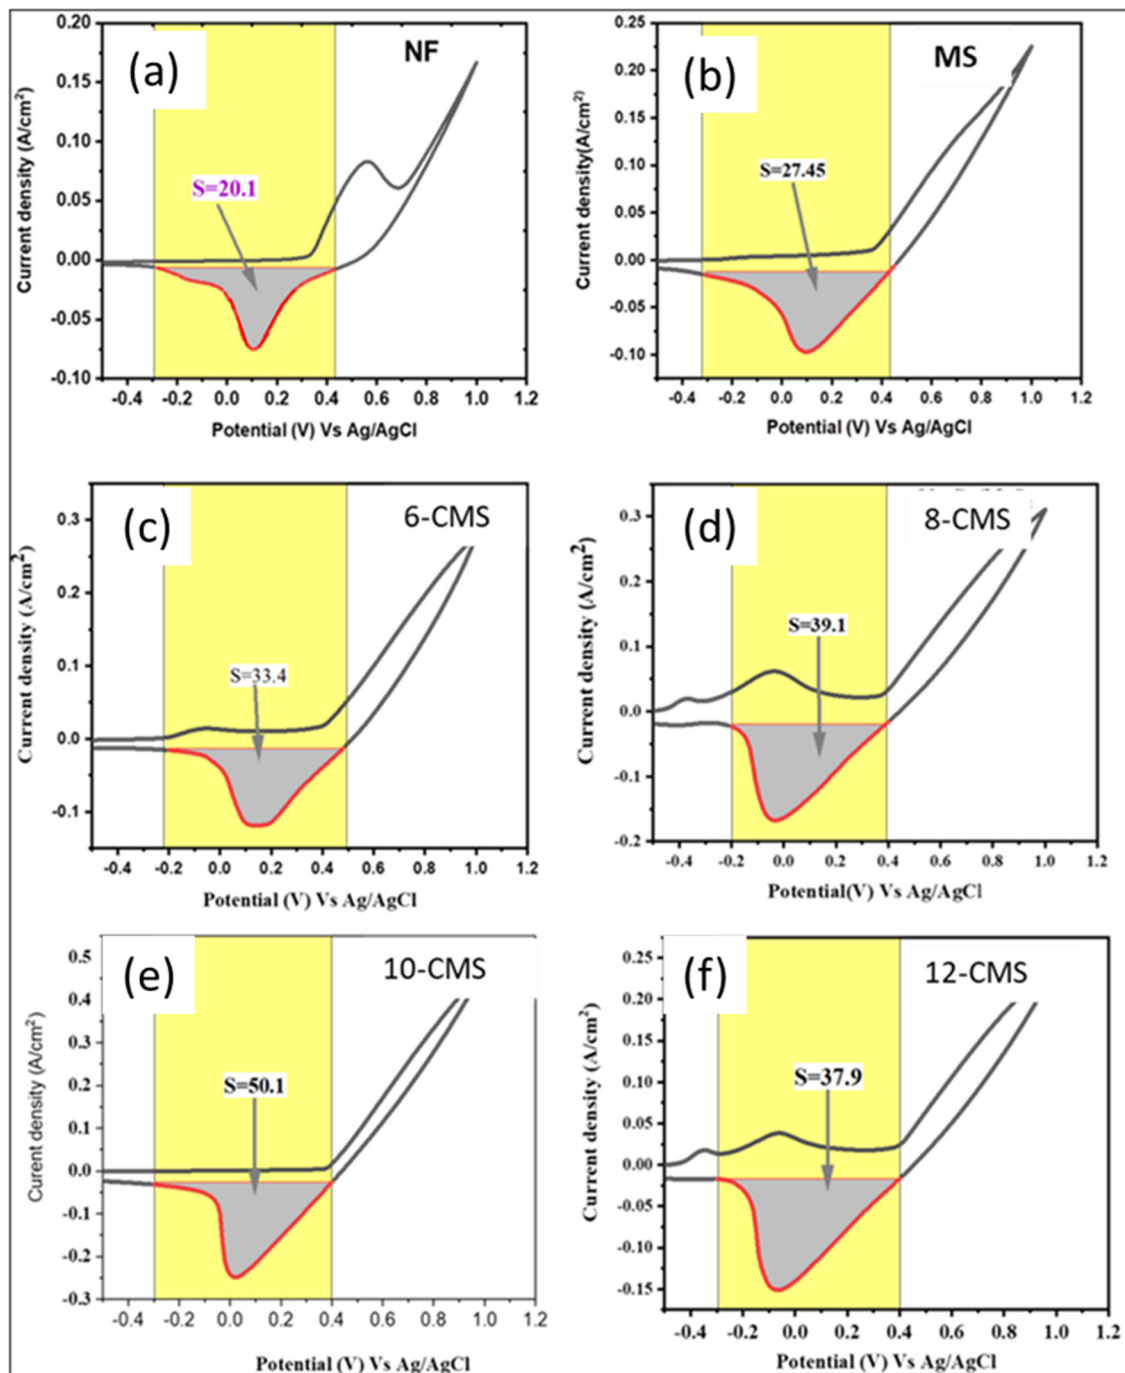 (a)
NF
S=20.1
Current density (A/cm²)
0.20
0.15
0.10
0.05
0.00
-0.05
-0.10
-0.4 -0.2 0.0 0.2 0.4 0.6 0.8 1.0 1.2
Potential (V) Vs Ag/AgCl
(b)
MS
S=27.45
Current density(A/cm²)
0.25
0.20
0.15
0.10
0.05
0.00
-0.05
-0.10
-0.4 -0.2 0.0 0.2 0.4 0.6 0.8 1.0 1.2
Potential (V) Vs Ag/AgCl
(c)
6-CMS
S=33.4
Current density (A/cm²)
0.3
0.2
0.1
0.0
-0.1
-0.4 -0.2 0.0 0.2 0.4 0.6 0.8 1.0 1.2
Potential (V) Vs Ag/AgCl
(d)
8-CMS
S=39.1
Current density (A/cm²)
0.3
0.2
0.1
0.0
-0.1
-0.2
-0.4 -0.2 0.0 0.2 0.4 0.6 0.8 1.0 1.2
Potential(V) Vs Ag/AgCl
(e)
10-CMS
S=50.1
Curent density (A/cm²)
0.5
0.4
0.3
0.2
0.1
0.0
-0.1
-0.2
-0.3
-0.4 -0.2 0.0 0.2 0.4 0.6 0.8 1.0 1.2
Potential (V) Vs Ag/AgCl
(f)
12-CMS
S=37.9
Current density (A/cm²)
0.25
0.20
0.15
0.10
0.05
0.00
-0.05
-0.10
-0.15
-0.4 -0.2 0.0 0.2 0.4 0.6 0.8 1.0 1.2
Potential (V) Vs Ag/AgCl